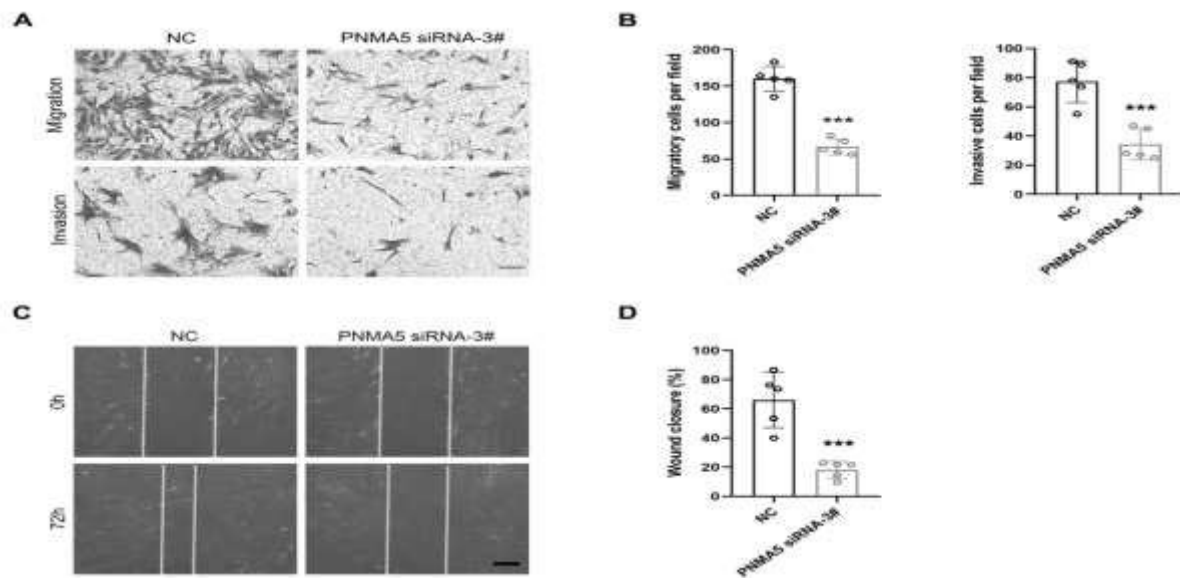 A
NC
PNMA5 siRNA-3#
Migration
Invasion
B
Migratory cells per field
200
150
100
50
0
***
NC
PNMA5 siRNA-3#
Invasive cells per field
100
80
60
40
20
0
***
NC
PNMA5 siRNA-3#
C
NC
PNMA5 siRNA-3#
0h
72h
D
Wound closure (%)
100
80
60
40
20
0
***
NC
PNMA5 siRNA-3#